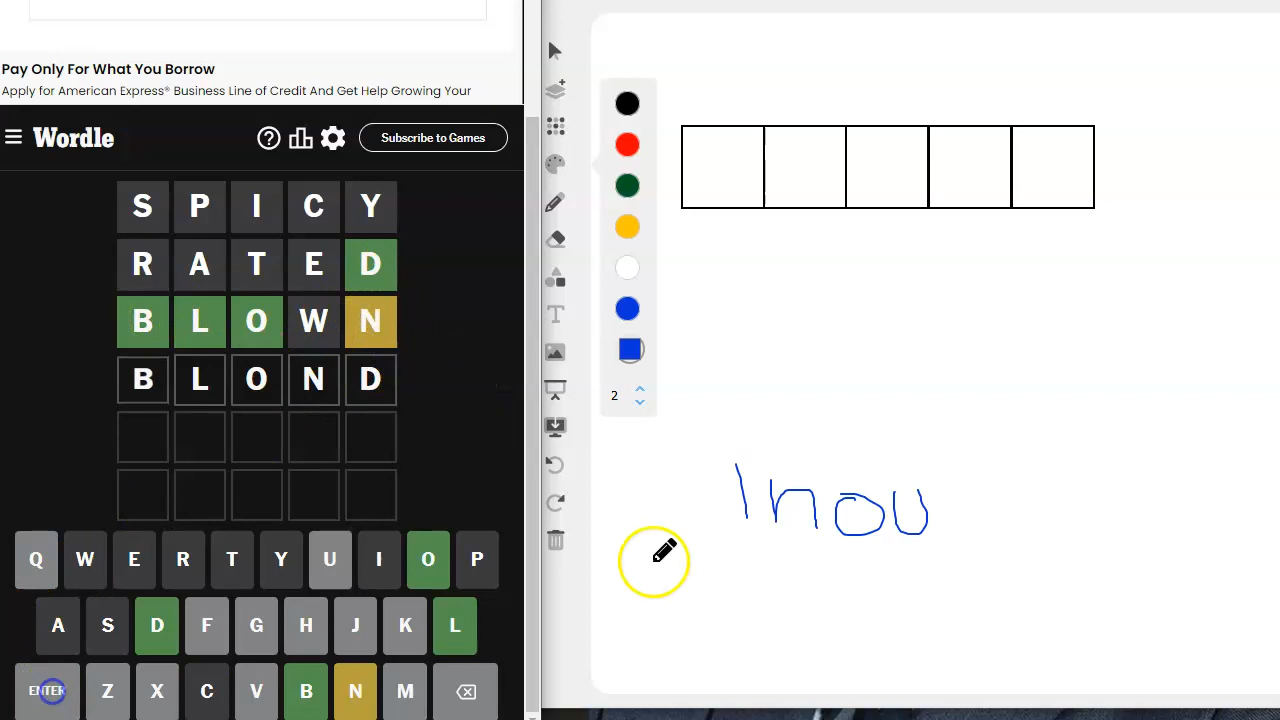 Pay Only For What You Borrow
Apply for American Express® Business Line of Credit And Get Help Growing Your
Wordle
Subscribe to Games
S P I C Y
R A T E D
B L O W N
B L O N D
Q W E R T Y U I O P
A S D F G H J K L
ENTER Z X C V B N M
2
lnou